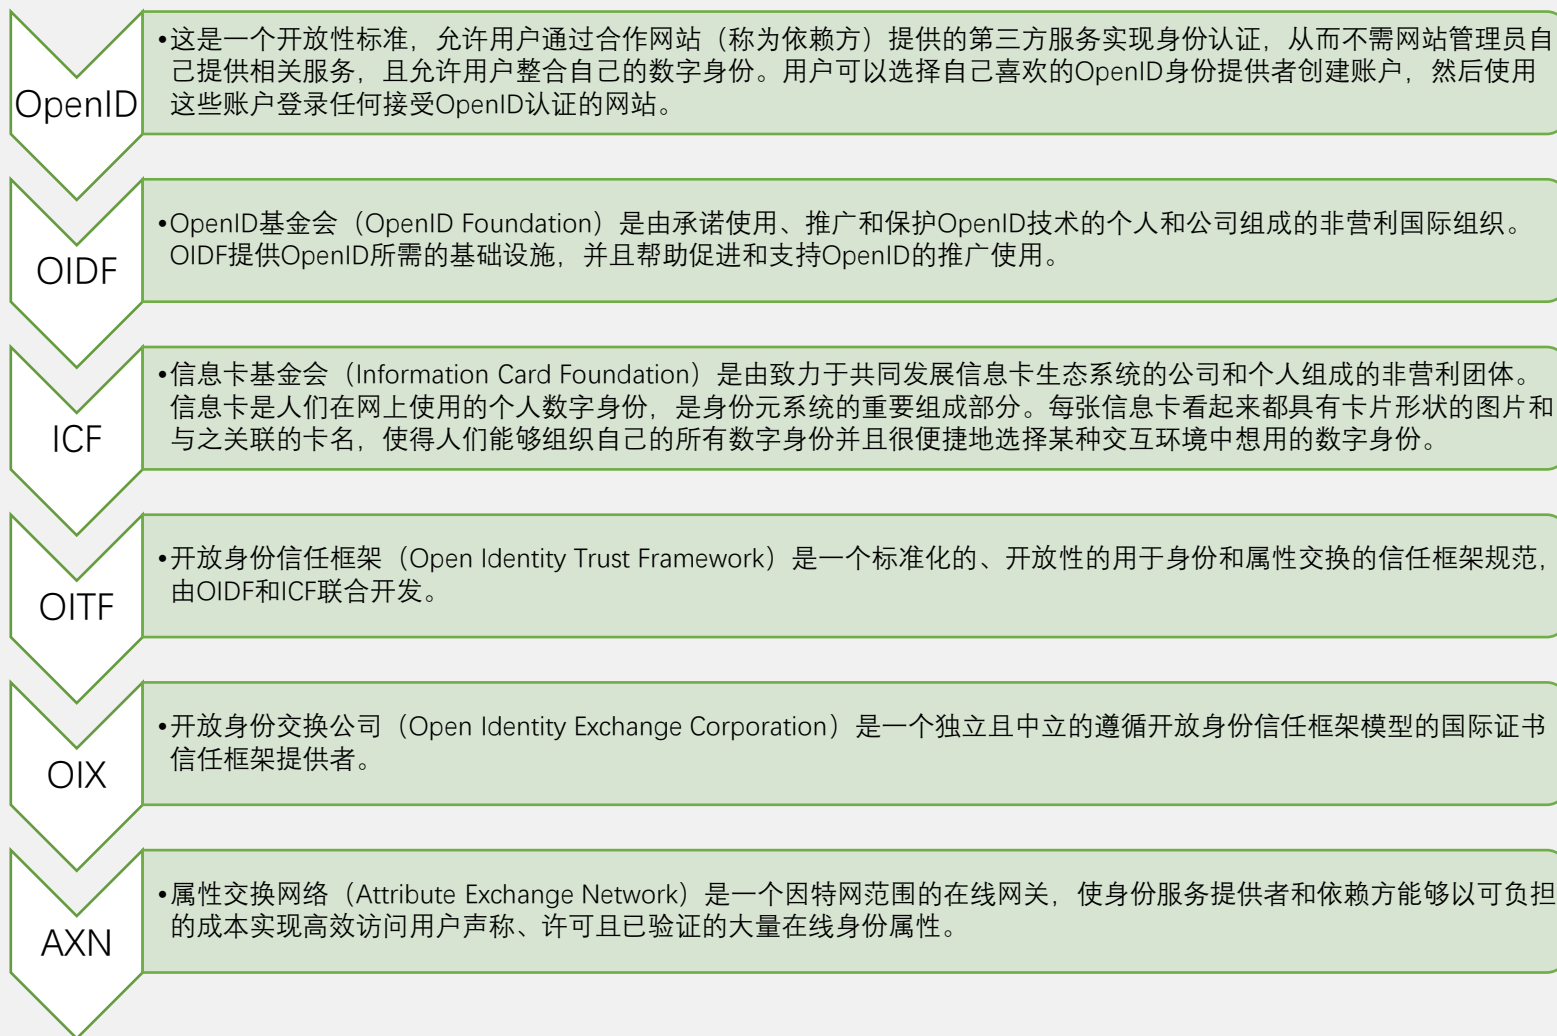 OpenID
•这是一个开放性标准，允许用户通过合作网站（称为依赖方）提供的第三方服务实现身份认证，从而不需网站管理员自
己提供相关服务，且允许用户整合自己的数字身份。用户可以选择自己喜欢的OpenID身份提供者创建账户，然后使用
这些账户登录任何接受OpenID认证的网站。
OIDF
•OpenID基金会（OpenID Foundation）是由承诺使用、推广和保护OpenID技术的个人和公司组成的非营利国际组织。
OIDF提供OpenID所需的基础设施，并且帮助促进和支持OpenID的推广使用。
ICF
•信息卡基金会（Information Card Foundation）是由致力于共同发展信息卡生态系统的公司和个人组成的非营利团体。
信息卡是人们在网上使用的个人数字身份，是身份元系统的重要组成部分。每张信息卡看起来都具有卡片形状的图片和
与之关联的卡名，使得人们能够组织自己的所有数字身份并且很便捷地选择某种交互环境中想用的数字身份。
OITF
•开放身份信任框架（Open Identity Trust Framework）是一个标准化的、开放性的用于身份和属性交换的信任框架规范，
由OIDF和ICF联合开发。
OIX
•开放身份交换公司（Open Identity Exchange Corporation）是一个独立且中立的遵循开放身份信任框架模型的国际证书
信任框架提供者。
AXN
•属性交换网络（Attribute Exchange Network）是一个因特网范围的在线网关，使身份服务提供者和依赖方能够以可负担
的成本实现高效访问用户声称、许可且已验证的大量在线身份属性。